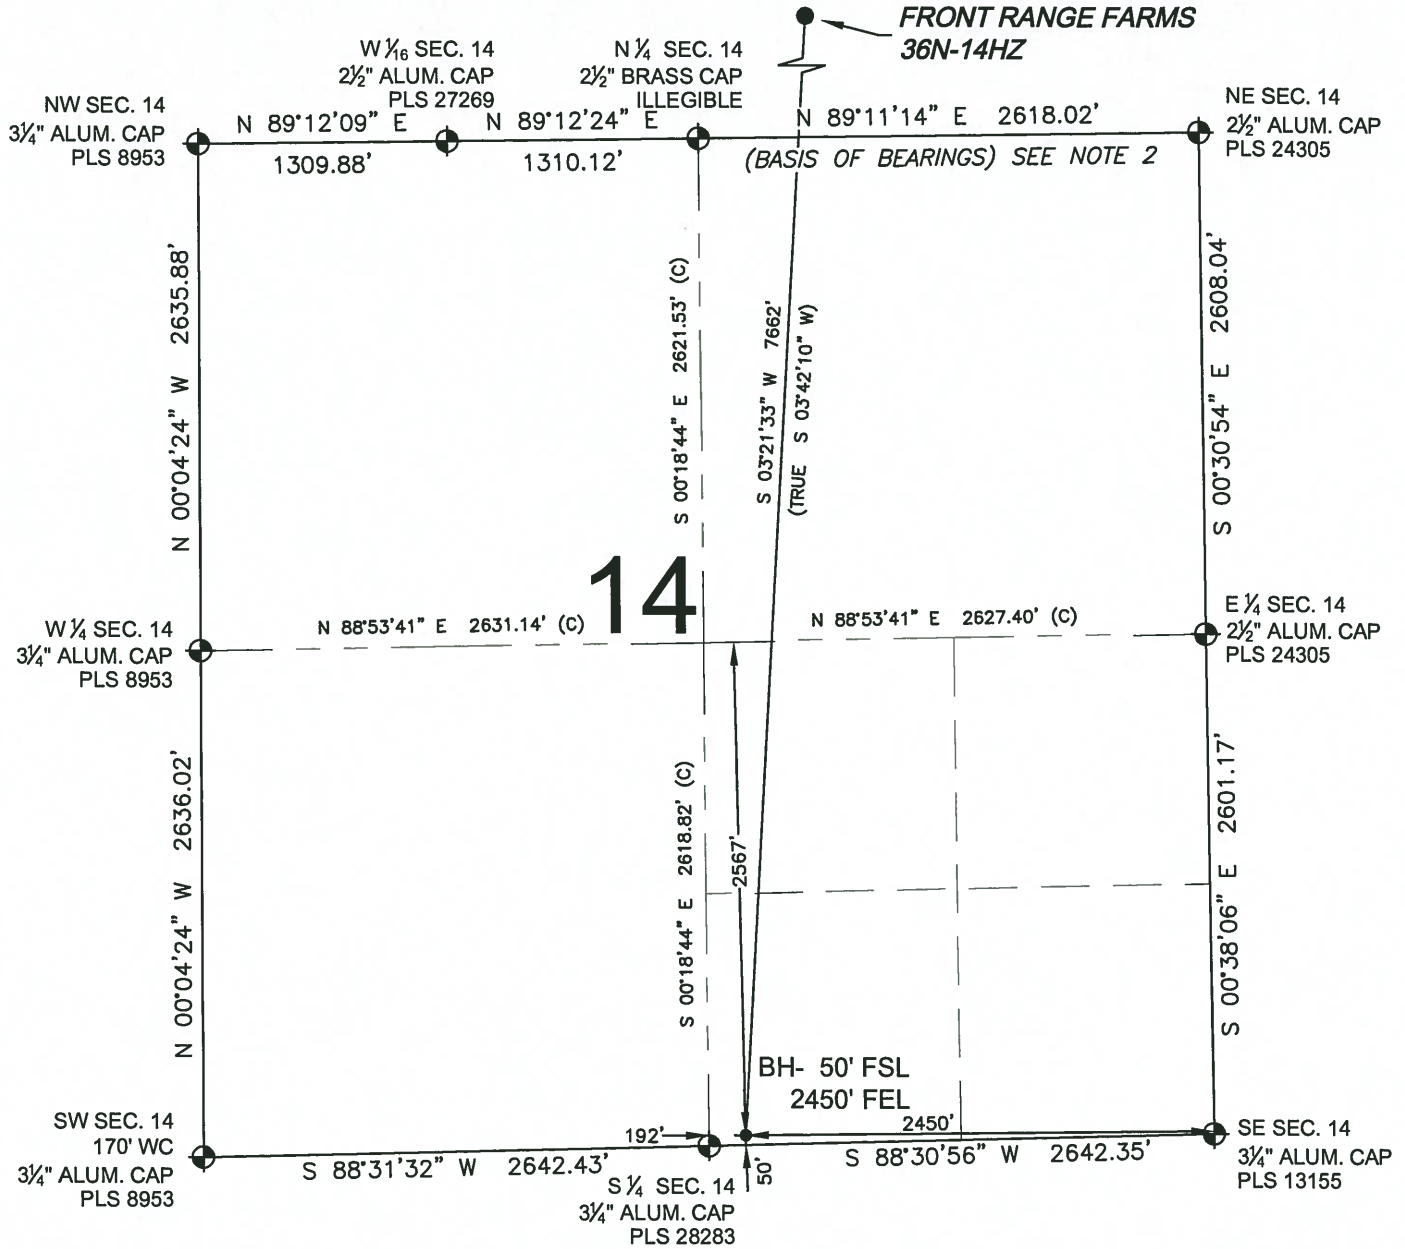 FRONT RANGE FARMS
36N-14HZ
W 1/16 SEC. 14
2½" ALUM. CAP
PLS 27269
N ¼ SEC. 14
2½" BRASS CAP
ILLEGIBLE
NW SEC. 14
3¼" ALUM. CAP
PLS 8953
NE SEC. 14
2½" ALUM. CAP
PLS 24305
N 89°12'09" E
1309.88'
N 89°12'24" E
1310.12'
N 89°11'14" E 2618.02'
(BASIS OF BEARINGS) SEE NOTE 2
N 00°04'24" W 2635.88'
S 00°18'44" E 2621.53' (C)
S 03°21'33" W 7662'
(TRUE S 03°42'10" W)
S 00°30'54" E 2608.04'
14
W ¼ SEC. 14
3¼" ALUM. CAP
PLS 8953
N 88°53'41" E 2631.14' (C)
N 88°53'41" E 2627.40' (C)
E ¼ SEC. 14
2½" ALUM. CAP
PLS 24305
N 00°04'24" W 2636.02'
S 00°18'44" E 2618.82' (C)
2567'
S 00°38'06" E 2601.17'
BH- 50' FSL
2450' FEL
SW SEC. 14
170' WC
3¼" ALUM. CAP
PLS 8953
192'
2450'
50'
S 88°31'32" W 2642.43'
S 88°30'56" W 2642.35'
S ¼ SEC. 14
3¼" ALUM. CAP
PLS 28283
SE SEC. 14
3¼" ALUM. CAP
PLS 13155